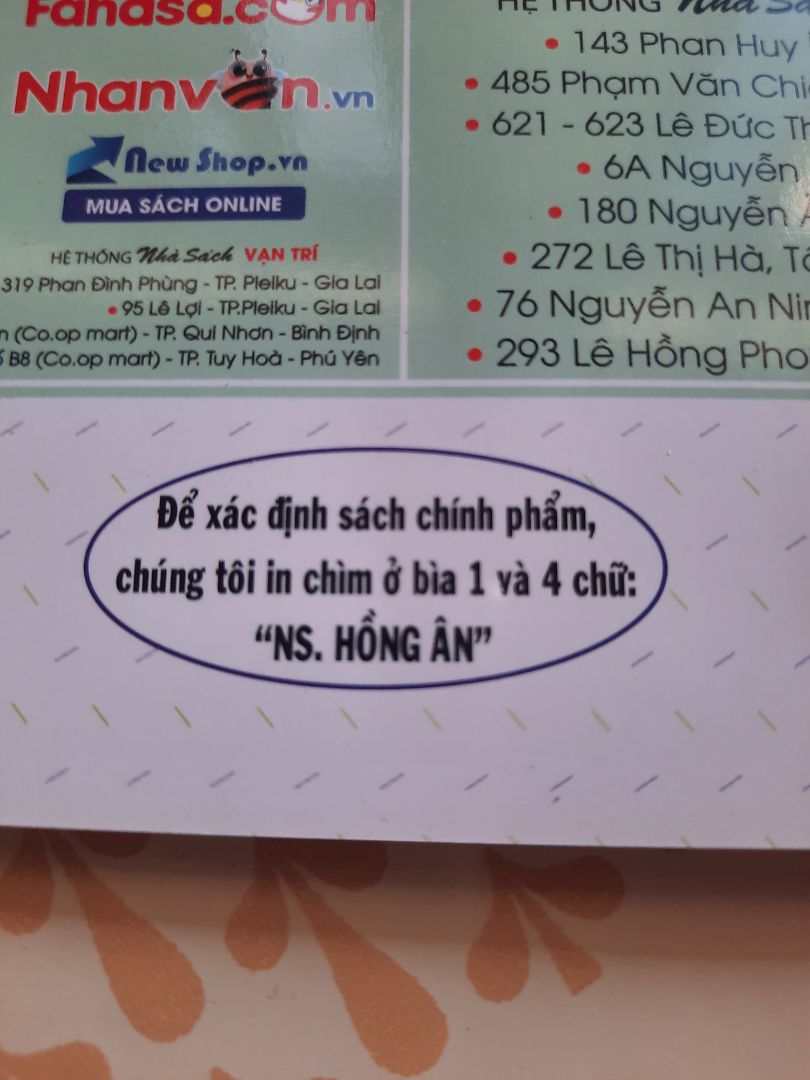 Fahasa.com
Nhanvăn.vn
New Shop.vn
MUA SÁCH ONLINE
HỆ THỐNG Nhà Sách VẠN TRÍ
319 Phan Đình Phùng - TP. Pleiku - Gia Lai
• 95 Lê Lợi - TP.Pleiku - Gia Lai
(Co.op mart) - TP. Qui Nhơn - Bình Định
B8 (Co.op mart) - TP. Tuy Hoà - Phú Yên
HỆ THỐNG Nhà
• 143 Phan Huy
• 485 Phạm Văn
• 621 - 623 Lê Đức
• 6A Nguyễn
• 180 Nguyễn
• 272 Lê Thị Hà,
• 76 Nguyễn An
• 293 Lê Hồng
Để xác định sách chính phẩm,
chúng tôi in chìm ở bìa 1 và 4 chữ:
“NS. HỒNG ÂN”